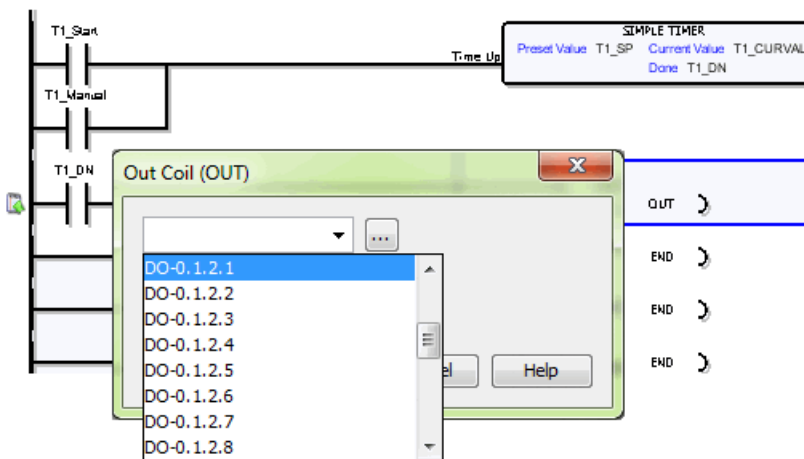 T1_Start
SIMPLE TIMER
Time Up
Preset Value T1_SP Current Value T1_CURVAL
Done T1_DN
T1_Manual
T1_DN
Out Coil (OUT)
...
OUT
DO-0.1.2.1
DO-0.1.2.2
DO-0.1.2.3
DO-0.1.2.4
DO-0.1.2.5
DO-0.1.2.6
DO-0.1.2.7
DO-0.1.2.8
el
Help
END
END
END